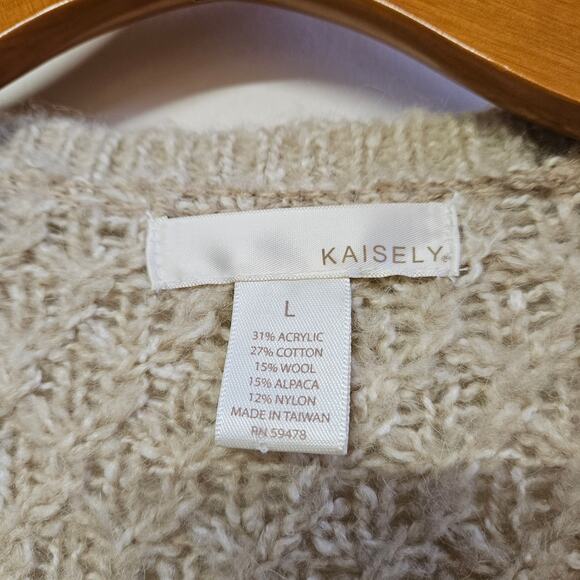 KAISELY
L
31% ACRYLIC
27% COTTON
15% WOOL
15% ALPACA
12% NYLON
MADE IN TAIWAN
RN 59478